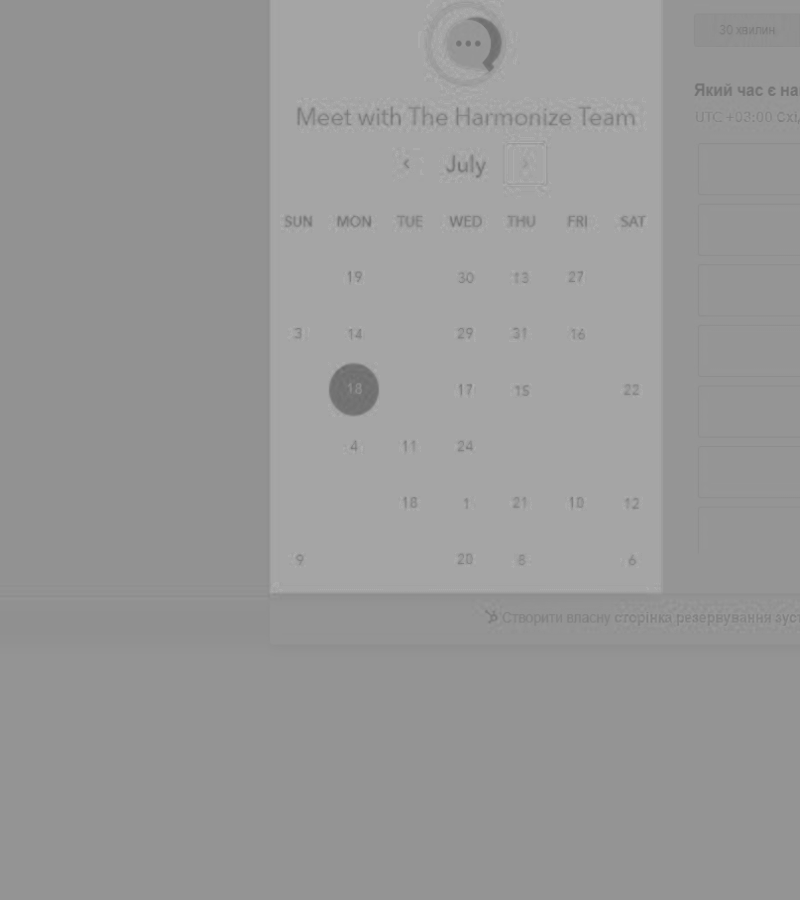 30 хвилин
Meet with The Harmonize Team
Який час є на
UTC +03:00 Схі
‹ July ›
SUN MON TUE WED THU FRI SAT
19 30 13 27
3 14 29 31 16
18 17 15 22
4 11 24
18 1 21 10 12
9 20 8 6
Створити власну сторінка резервування зуст